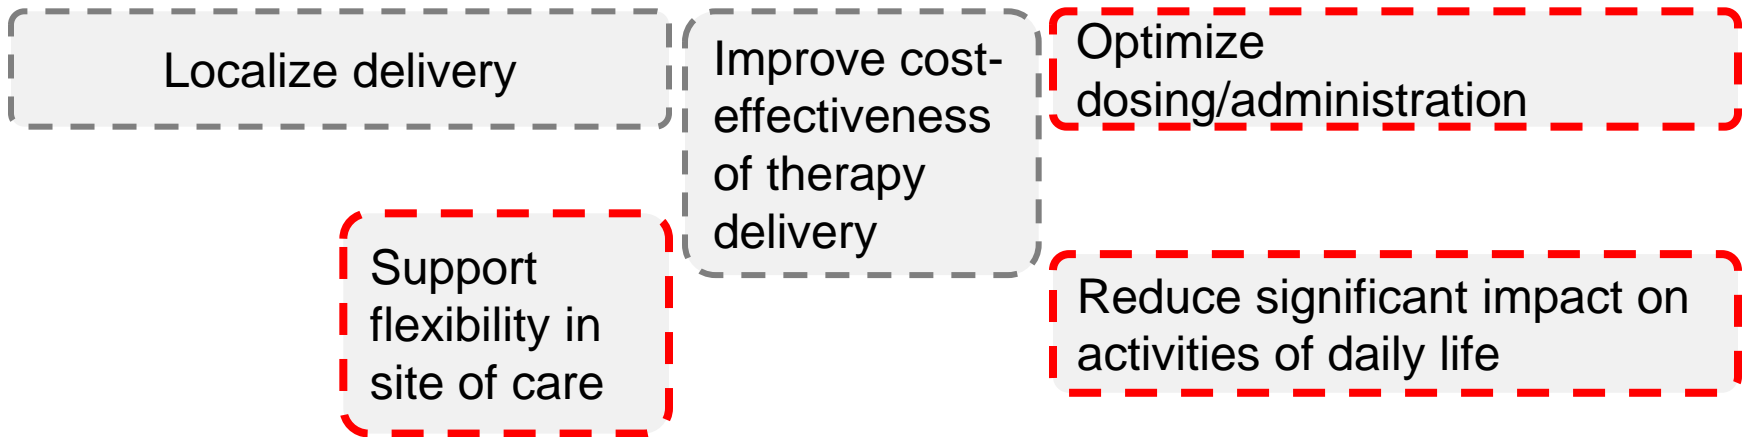 Localize delivery
Improve cost-
effectiveness
of therapy
delivery
Optimize
dosing/administration
Support
flexibility in
site of care
Reduce significant impact on
activities of daily life